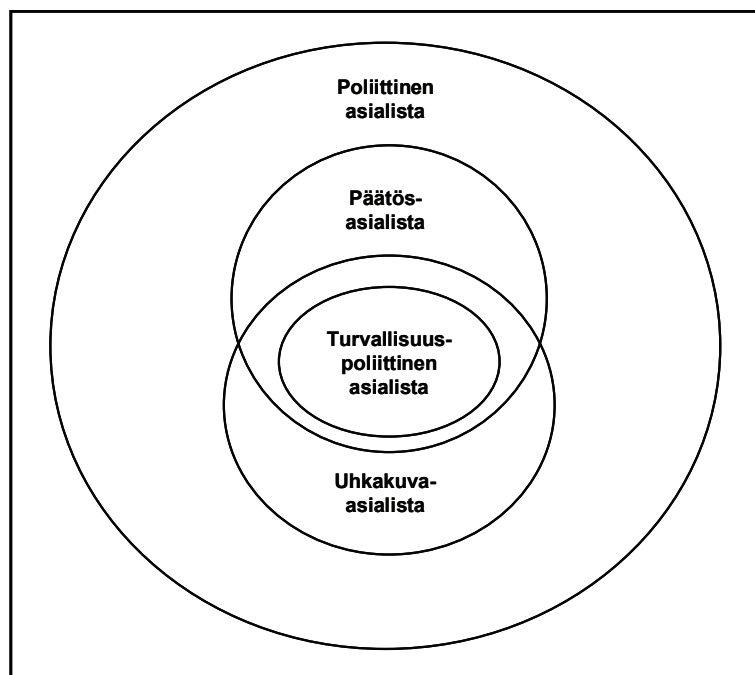 Poliittinen
asialista
Päätös-
asialista
Turvallisuus-
poliittinen
asialista
Uhkakuva-
asialista